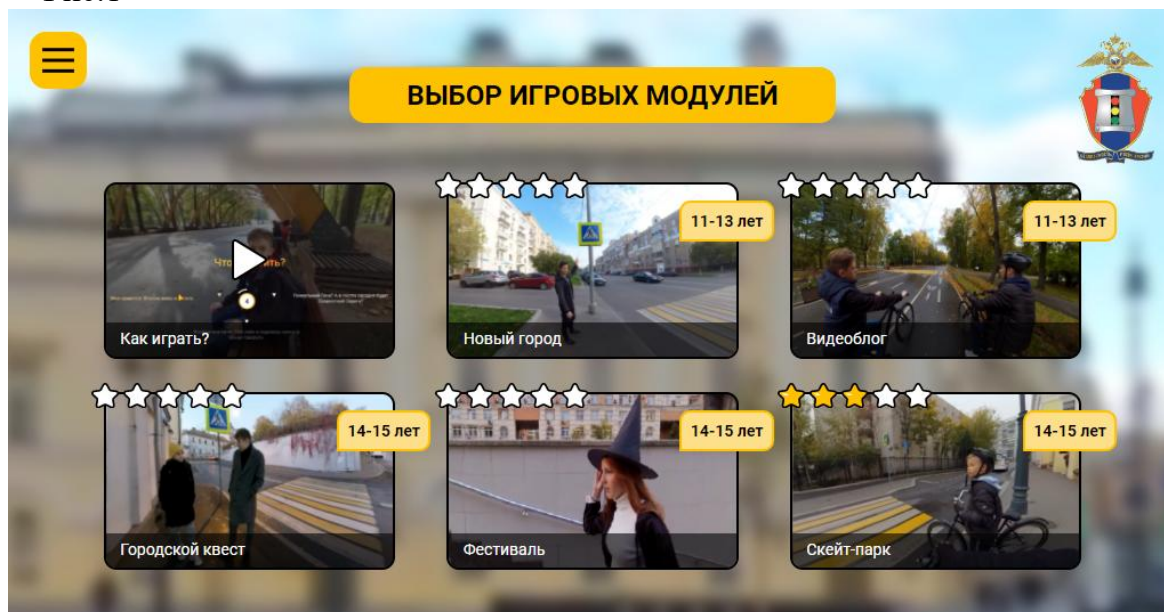 ВЫБОР ИГРОВЫХ МОДУЛЕЙ
Как играть?
11-13 лет
Новый город
11-13 лет
Видеоблог
14-15 лет
Городской квест
14-15 лет
Фестиваль
14-15 лет
Скейт-парк